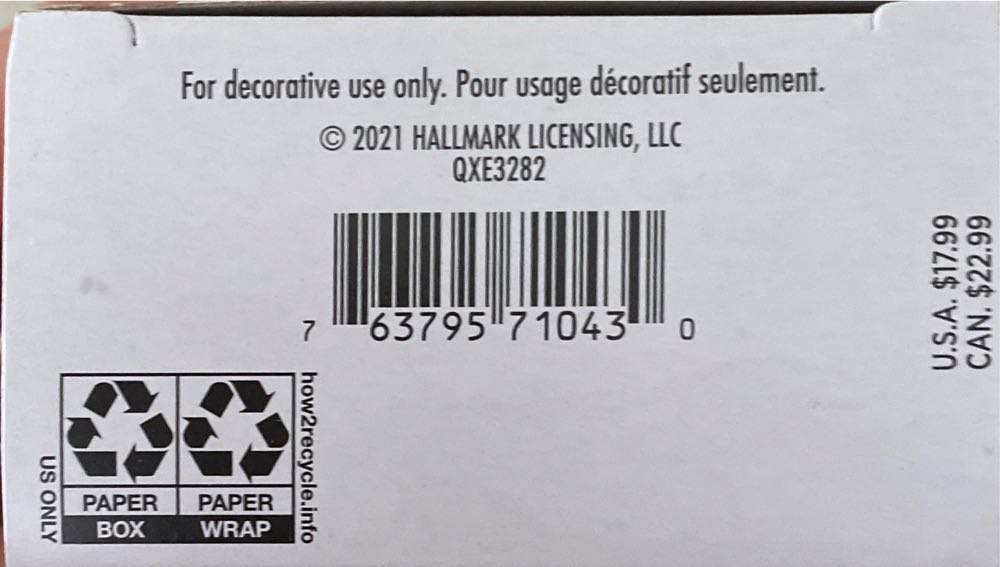 For decorative use only. Pour usage décoratif seulement.
© 2021 HALLMARK LICENSING, LLC
QXE3282
7 63795 71043 0
U.S.A. $17.99
CAN. $22.99
US ONLY
PAPER PAPER
BOX WRAP
how2recycle.info